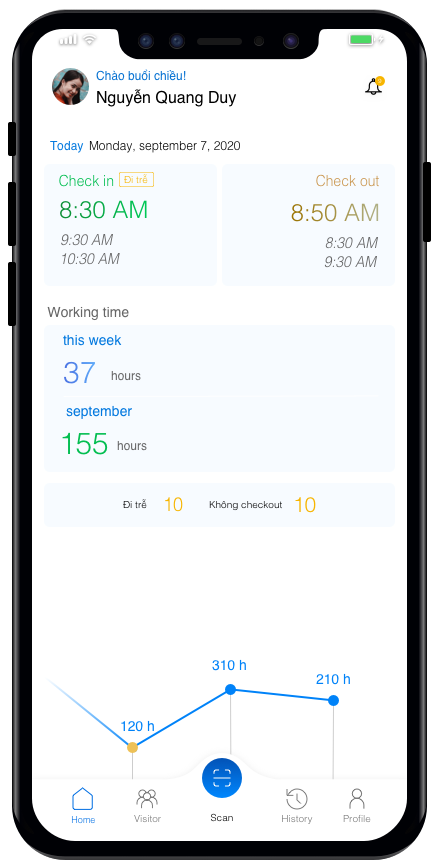 Chào buổi chiều!
Nguyễn Quang Duy
Today Monday, september 7, 2020
Check in Đi trễ
Check out
8:30 AM
8:50 AM
9:30 AM
8:30 AM
10:30 AM
9:30 AM
Working time
this week
37 hours
september
155 hours
Đi trễ 10 Không checkout 10
310 h
210 h
120 h
Home
Visitor
Scan
History
Profile